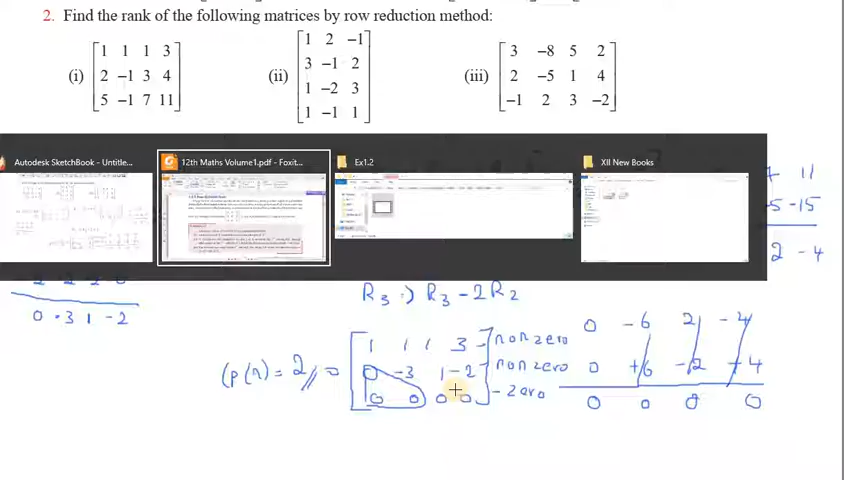 2. Find the rank of the following matrices by row reduction method:
(i) [1 1 1 3
2 −1 3 4
5 −1 7 11]
(ii) [1 2 −1
3 −1 2
1 −2 3
1 −1 1]
(iii) [3 −8 5 2
2 −5 1 4
−1 2 3 −2]
Autodesk SketchBook - Untitle...
12th Maths Volume1.pdf - Foxit...
Ex1.2
XII New Books
11
-5 -15
2 -4
0 -3 1 -2
R3 → R3 - 2R2
[1 1 1 3 - non zero
0 -3 1 -2 - non zero
0 0 0 0] - zero
ρ(A) = 2 // ⇒
0 -6 2 -4
0 +6 -2 +4
0 0 0 0